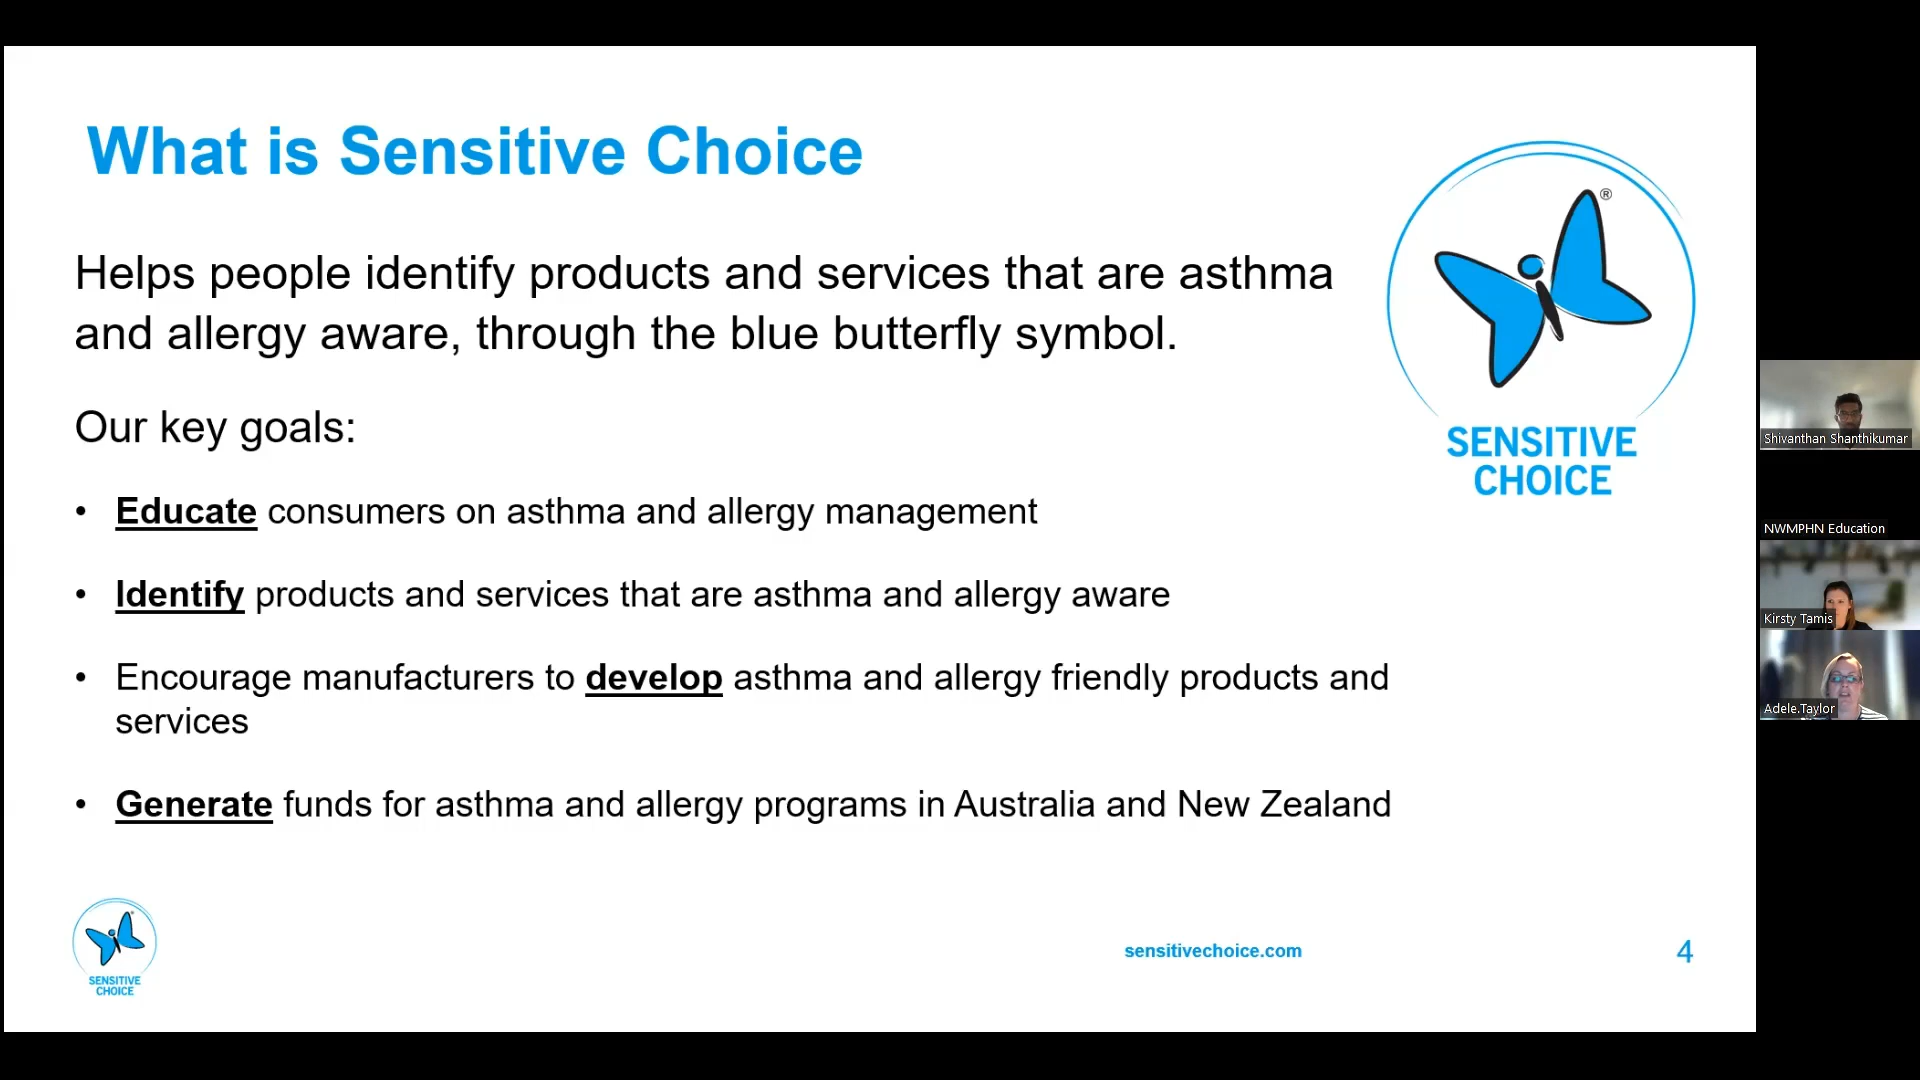 What is Sensitive Choice
Helps people identify products and services that are asthma
and allergy aware, through the blue butterfly symbol.
Our key goals:
• Educate consumers on asthma and allergy management
• Identify products and services that are asthma and allergy aware
• Encourage manufacturers to develop asthma and allergy friendly products and
services
• Generate funds for asthma and allergy programs in Australia and New Zealand
®
SENSITIVE
CHOICE
SENSITIVE
CHOICE
sensitivechoice.com
4
Shivanthan Shanthikumar
NWMPHN Education
Kirsty Tamis
Adele.Taylor